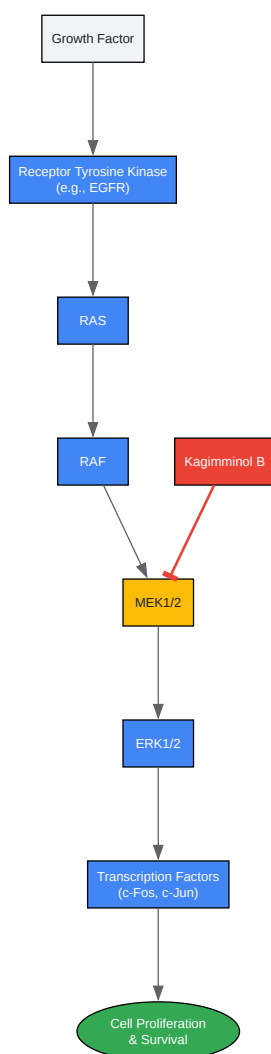 Growth Factor
Receptor Tyrosine Kinase
(e.g., EGFR)
RAS
RAF
Kagimminol B
MEK1/2
ERK1/2
Transcription Factors
(c-Fos, c-Jun)
Cell Proliferation
& Survival